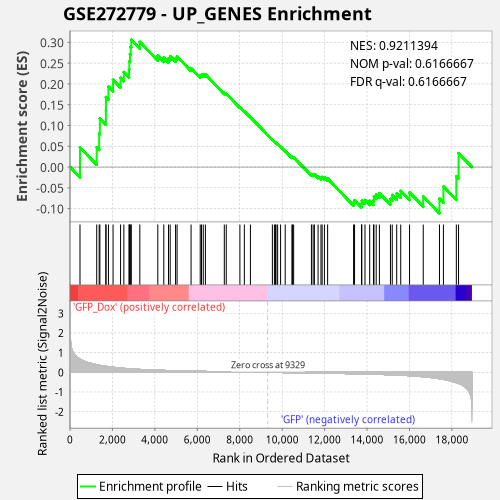 GSE272779 - UP_GENES Enrichment
NES: 0.9211394
NOM p-val: 0.6166667
FDR q-val: 0.6166667
Enrichment score (ES)
0.30
0.25
0.20
0.15
0.10
0.05
0.00
-0.05
-0.10
'GFP_Dox' (positively correlated)
Ranked list metric (Signal2Noise)
3
2
1
0
-1
-2
Zero cross at 9329
'GFP' (negatively correlated)
0
2,000
4,000
6,000
8,000
10,000
12,000
14,000
16,000
18,000
Rank in Ordered Dataset
Enrichment profile
Hits
Ranking metric scores